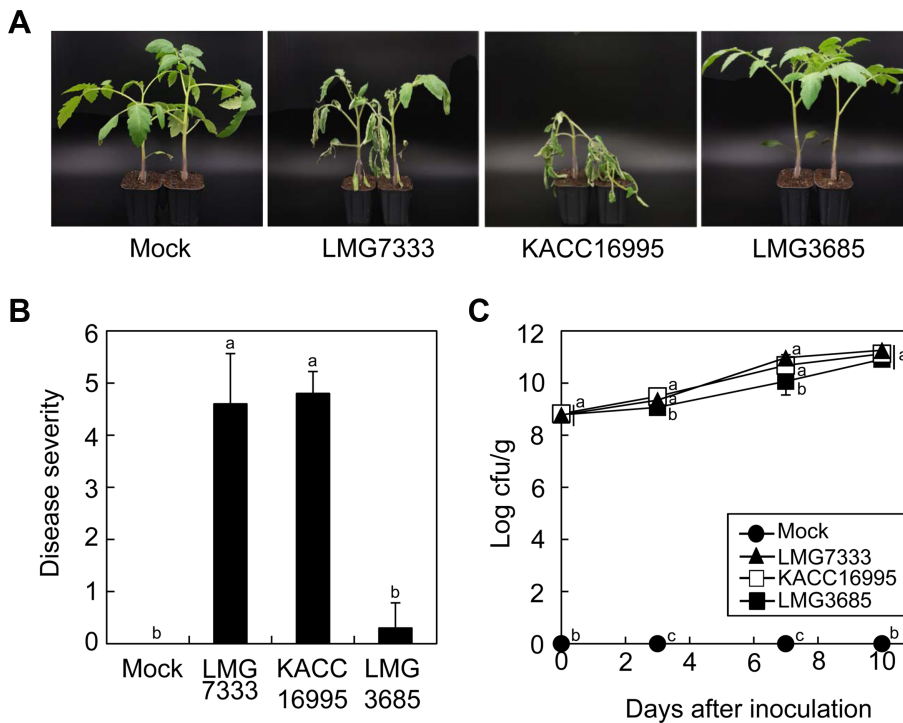 A
Mock
LMG7333
KACC16995
LMG3685
B
Disease severity
6
5
4
3
2
1
0
a
a
b
b
Mock
LMG
7333
KACC
16995
LMG
3685
C
Log cfu/g
12
10
8
6
4
2
0
a
a
a
b
a
a
b
a
Mock
LMG7333
KACC16995
LMG3685
b
c
c
b
0
2
4
6
8
10
Days after inoculation